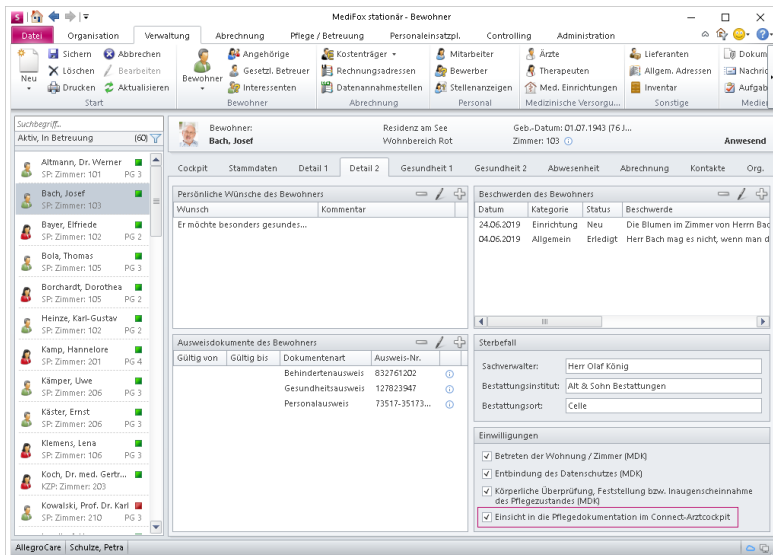 MediFox stationär - Bewohner
Datei Organisation Verwaltung Abrechnung Pflege / Betreuung Personaleinsatzpl. Controlling Administration
Neu
Sichern Abbrechen
Löschen Bearbeiten
Drucken Aktualisieren
Start
Bewohner
Angehörige
Gesetzl. Betreuer
Interessenten
Bewohner
Kostenträger
Rechnungsadressen
Datenannahmestellen
Abrechnung
Mitarbeiter
Bewerber
Stellenanzeigen
Personal
Ärzte
Therapeuten
Med. Einrichtungen
Medizinische Versorgu...
Lieferanten
Allgem. Adressen
Inventar
Sonstige
Dokum
Nachric
Aufgab
Medien
Suchbegriff...
Aktiv, In Betreuung (60)
Altmann, Dr. Werner
SP: Zimmer: 101 PG 3
Bach, Josef
SP: Zimmer: 103
Bayer, Elfriede
SP: Zimmer: 102 PG 2
Bola, Thomas
SP: Zimmer: 105 PG 3
Borchardt, Dorothea
SP: Zimmer: 105 PG 2
Heinze, Karl-Gustav
SP: Zimmer: 102 PG 2
Kamp, Hannelore
SP: Zimmer: 201 PG 4
Kämper, Uwe
SP: Zimmer: 206 PG 3
Käster, Ernst
SP: Zimmer: 206 PG 3
Klemens, Lena
SP: Zimmer: 106 PG 3
Koch, Dr. med. Gertr...
KZP: Zimmer: 203
Kowalski, Prof. Dr. Karl
SP: Zimmer: 210 PG 3
Bewohner: Residenz am See Geb.-Datum: 01.07.1943 (76 J...
Bach, Josef Wohnbereich Rot Zimmer: 103 Anwesend
Cockpit Stammdaten Detail 1 Detail 2 Gesundheit 1 Gesundheit 2 Abwesenheit Abrechnung Kontakte Org.
Persönliche Wünsche des Bewohners
Wunsch Kommentar
Er möchte besonders gesundes...
Beschwerden des Bewohners
Datum Kategorie Status Beschwerde
24.06.2019 Einrichtung Neu Die Blumen im Zimmer von Herrn Bac
04.06.2019 Allgemein Erledigt Herr Bach mag es nicht, wenn man d
Ausweisdokumente des Bewohners
Gültig von Gültig bis Dokumentenart Ausweis-Nr.
Behindertenausweis 832761202
Gesundheitsausweis 127823947
Personalausweis 73517-35173...
Sterbefall
Sachverwalter: Herr Olaf König
Bestattungsinstitut: Alt & Sohn Bestattungen
Bestattungsort: Celle
Einwilligungen
Betreten der Wohnung / Zimmer (MDK)
Entbindung des Datenschutzes (MDK)
Körperliche Überprüfung, Feststellung bzw. Inaugenscheinnahme
des Pflegezustandes (MDK)
Einsicht in die Pflegedokumentation im Connect-Arztcockpit
AllegroCare Schulze, Petra